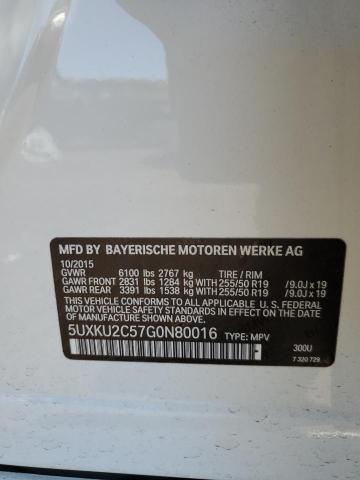 MFD BY BAYERISCHE MOTOREN WERKE AG
10/2015
GVWR 6100 lbs 2767 kg TIRE / RIM
GAWR FRONT 2831 lbs 1284 kg WITH 255/50 R19 /9.0J x 19
GAWR REAR 3391 lbs 1538 kg WITH 255/50 R19 /9.0J x 19
THIS VEHICLE CONFORMS TO ALL APPLICABLE U. S. FEDERAL
MOTOR VEHICLE SAFETY STANDARDS IN EFFECT ON THE
DATE OF MANUFACTURE SHOWN ABOVE.
5UXKU2C57G0N80016 TYPE: MPV
300U
7 320 729